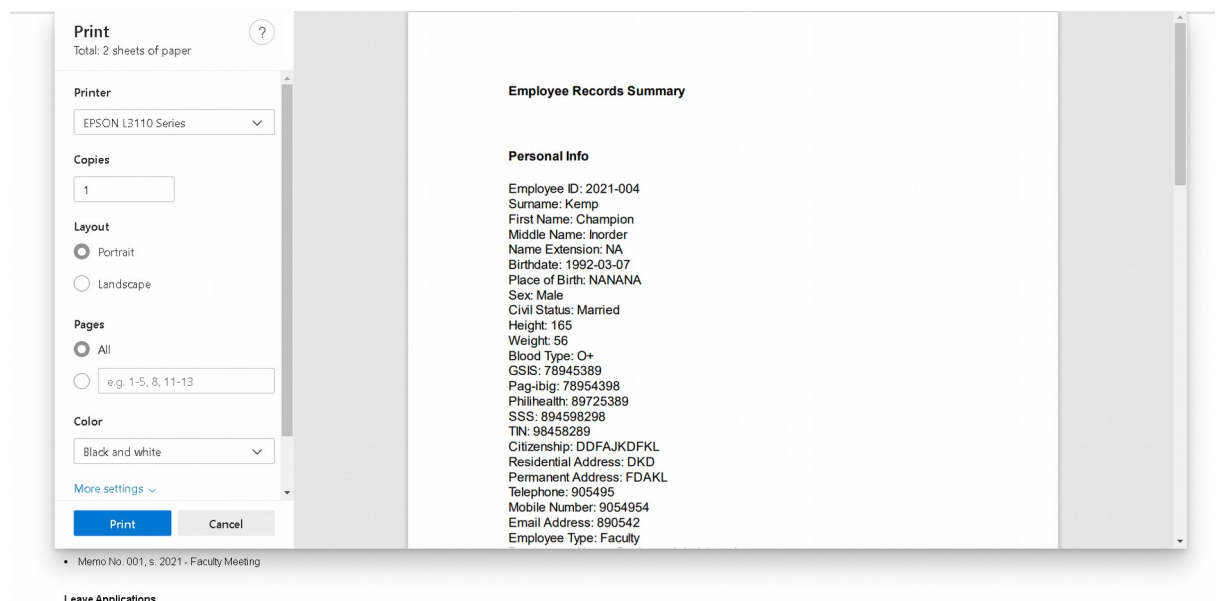 Print
Total: 2 sheets of paper
?
Printer
EPSON L3110 Series
Copies
1
Layout
Portrait
Landscape
Pages
All
e.g. 1-5, 8, 11-13
Color
Black and white
More settings
Print
Cancel
Employee Records Summary
Personal Info
Employee ID: 2021-004
Surname: Kemp
First Name: Champion
Middle Name: Inorder
Name Extension: NA
Birthdate: 1992-03-07
Place of Birth: NANANA
Sex: Male
Civil Status: Married
Height: 165
Weight: 56
Blood Type: O+
GSIS: 78945389
Pag-ibig: 78954398
Philihealth: 89725389
SSS: 894598298
TIN: 98458289
Citizenship: DDFAJKDFKL
Residential Address: DKD
Permanent Address: FDAKL
Telephone: 905495
Mobile Number: 9054954
Email Address: 890542
Employee Type: Faculty
• Memo No. 001, s. 2021 - Faculty Meeting
Leave Applications